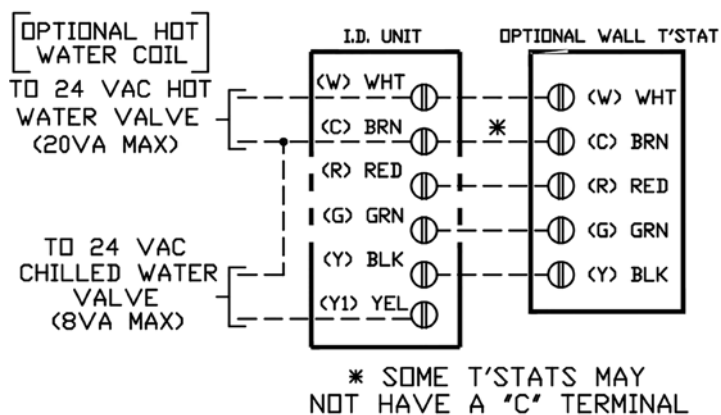 OPTIONAL HOT
WATER COIL
TO 24 VAC HOT
WATER VALVE
(20VA MAX)
TO 24 VAC
CHILLED WATER
VALVE
(8VA MAX)
I.D. UNIT
(W) WHT
(C) BRN
(R) RED
(G) GRN
(Y) BLK
(Y1) YEL
*
OPTIONAL WALL T'STAT
(W) WHT
(C) BRN
(R) RED
(G) GRN
(Y) BLK
* SOME T'STATS MAY
NOT HAVE A "C" TERMINAL